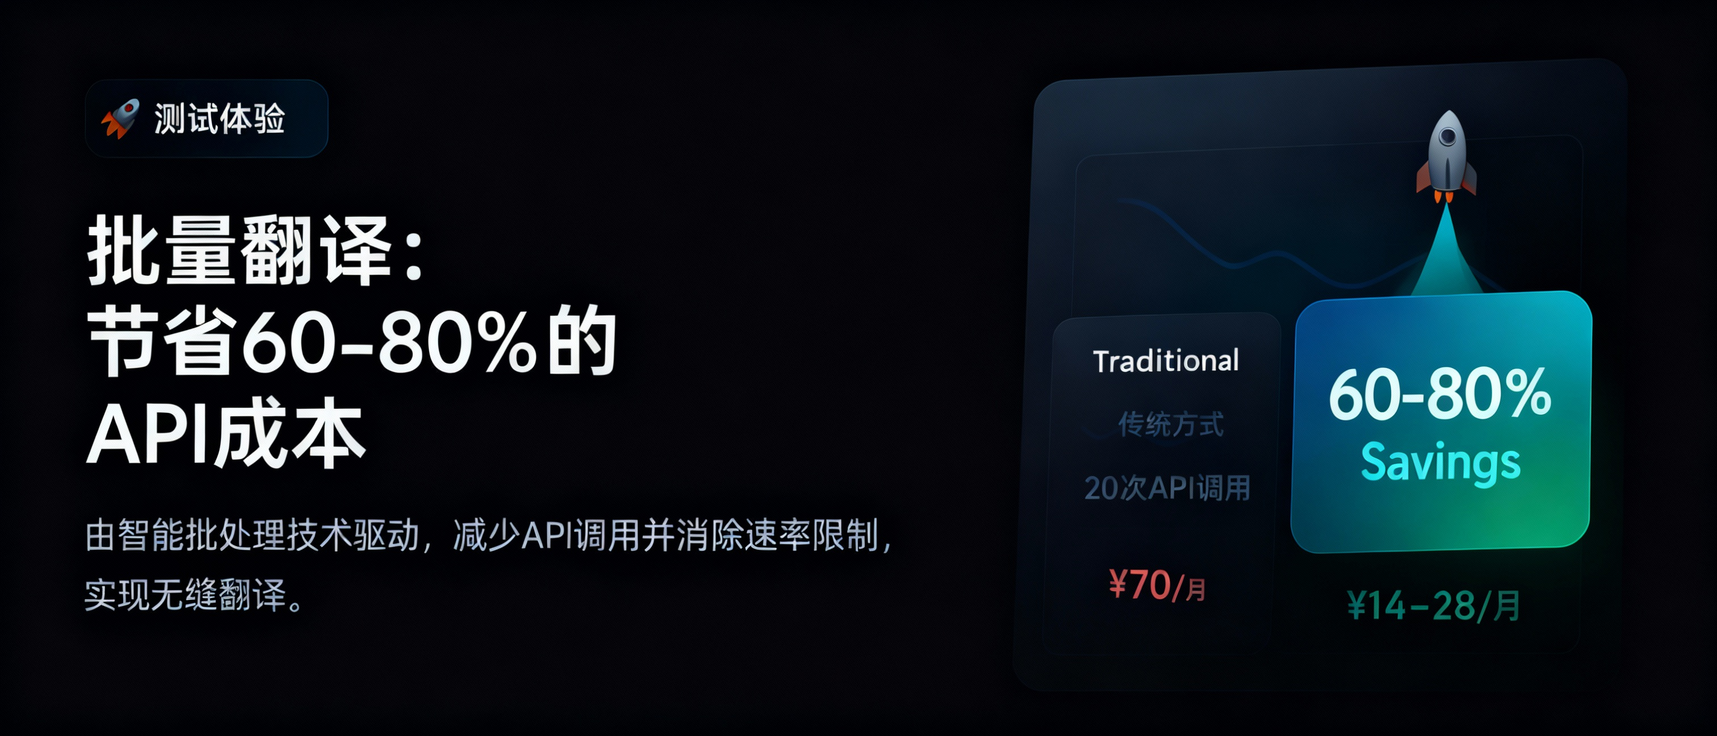 测试体验
批量翻译：
节省60-80%的
API成本
由智能批处理技术驱动，减少API调用并消除速率限制，
实现无缝翻译。
Traditional
传统方式
20次API调用
¥70/月
60-80%
Savings
¥14-28/月